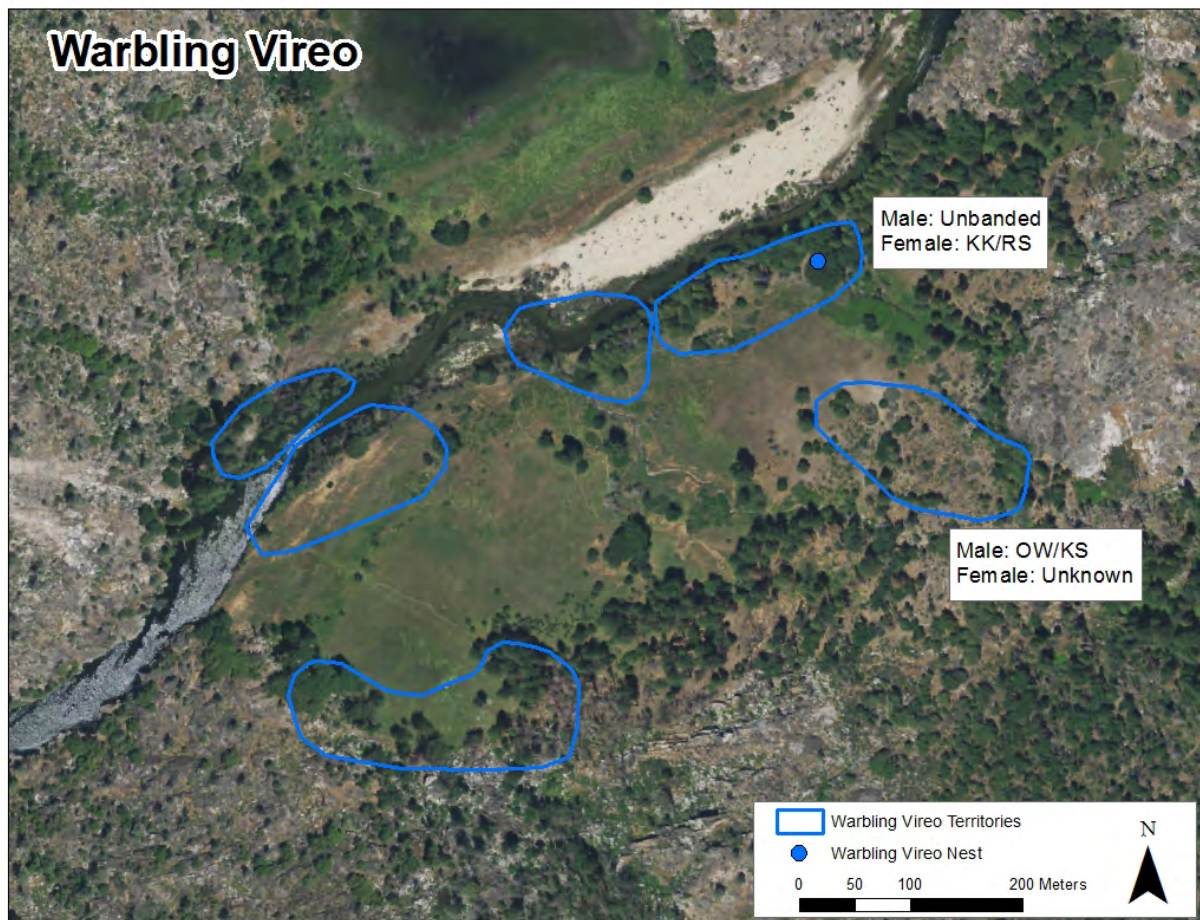 Warbling Vireo
Male: Unbanded
Female: KK/RS
Male: OW/KS
Female: Unknown
Warbling Vireo Territories
Warbling Vireo Nest
N
0 50 100 200 Meters